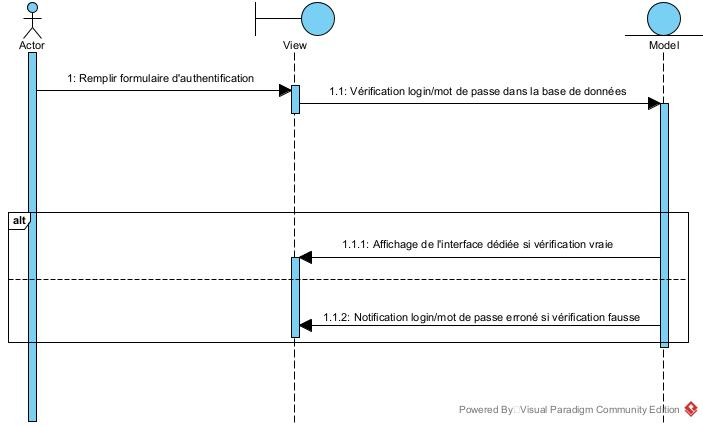 Actor
View
Model
1: Remplir formulaire d'authentification
1.1: Vérification login/mot de passe dans la base de données
alt
1.1.1: Affichage de l'interface dédiée si vérification vraie
1.1.2: Notification login/mot de passe erroné si vérification fausse
Powered By Visual Paradigm Community Edition